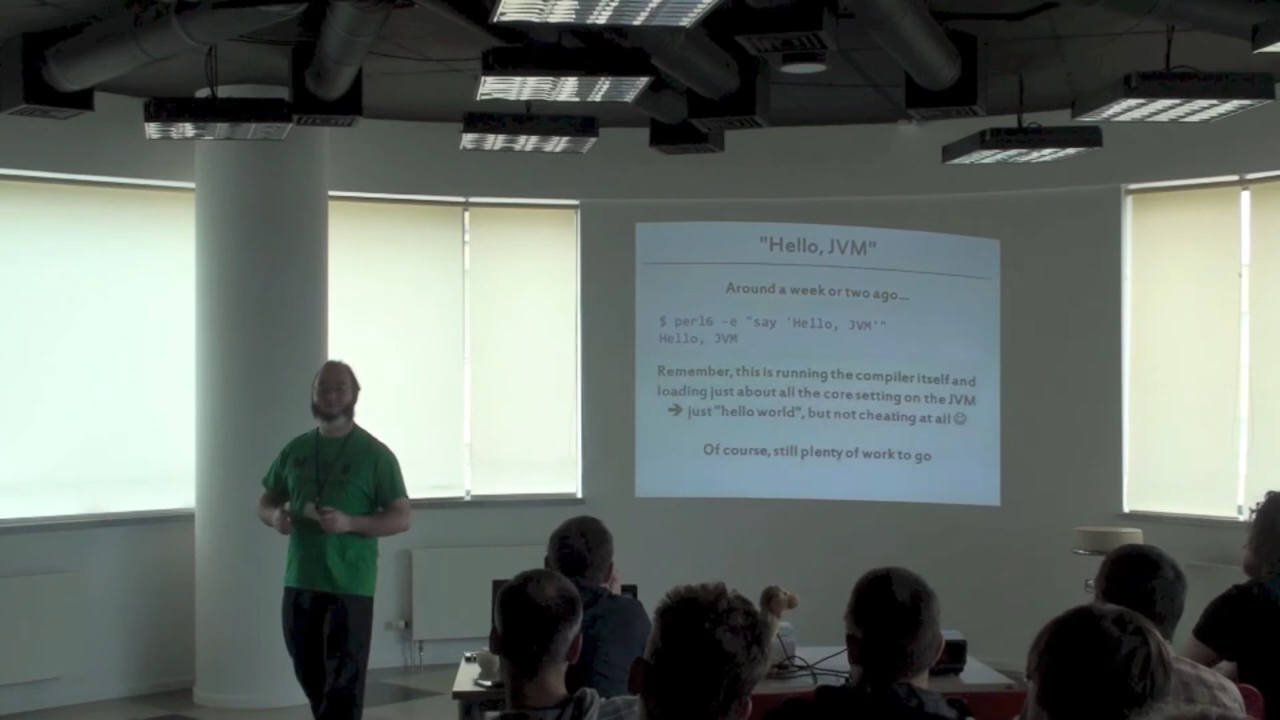 "Hello, JVM"
Around a week or two ago...
$ perl6 -e "say 'Hello, JVM'"
Hello, JVM
Remember, this is running the compiler itself and
loading just about all the core setting on the JVM
➔ just "hello world", but not cheating at all ☺
Of course, still plenty of work to go